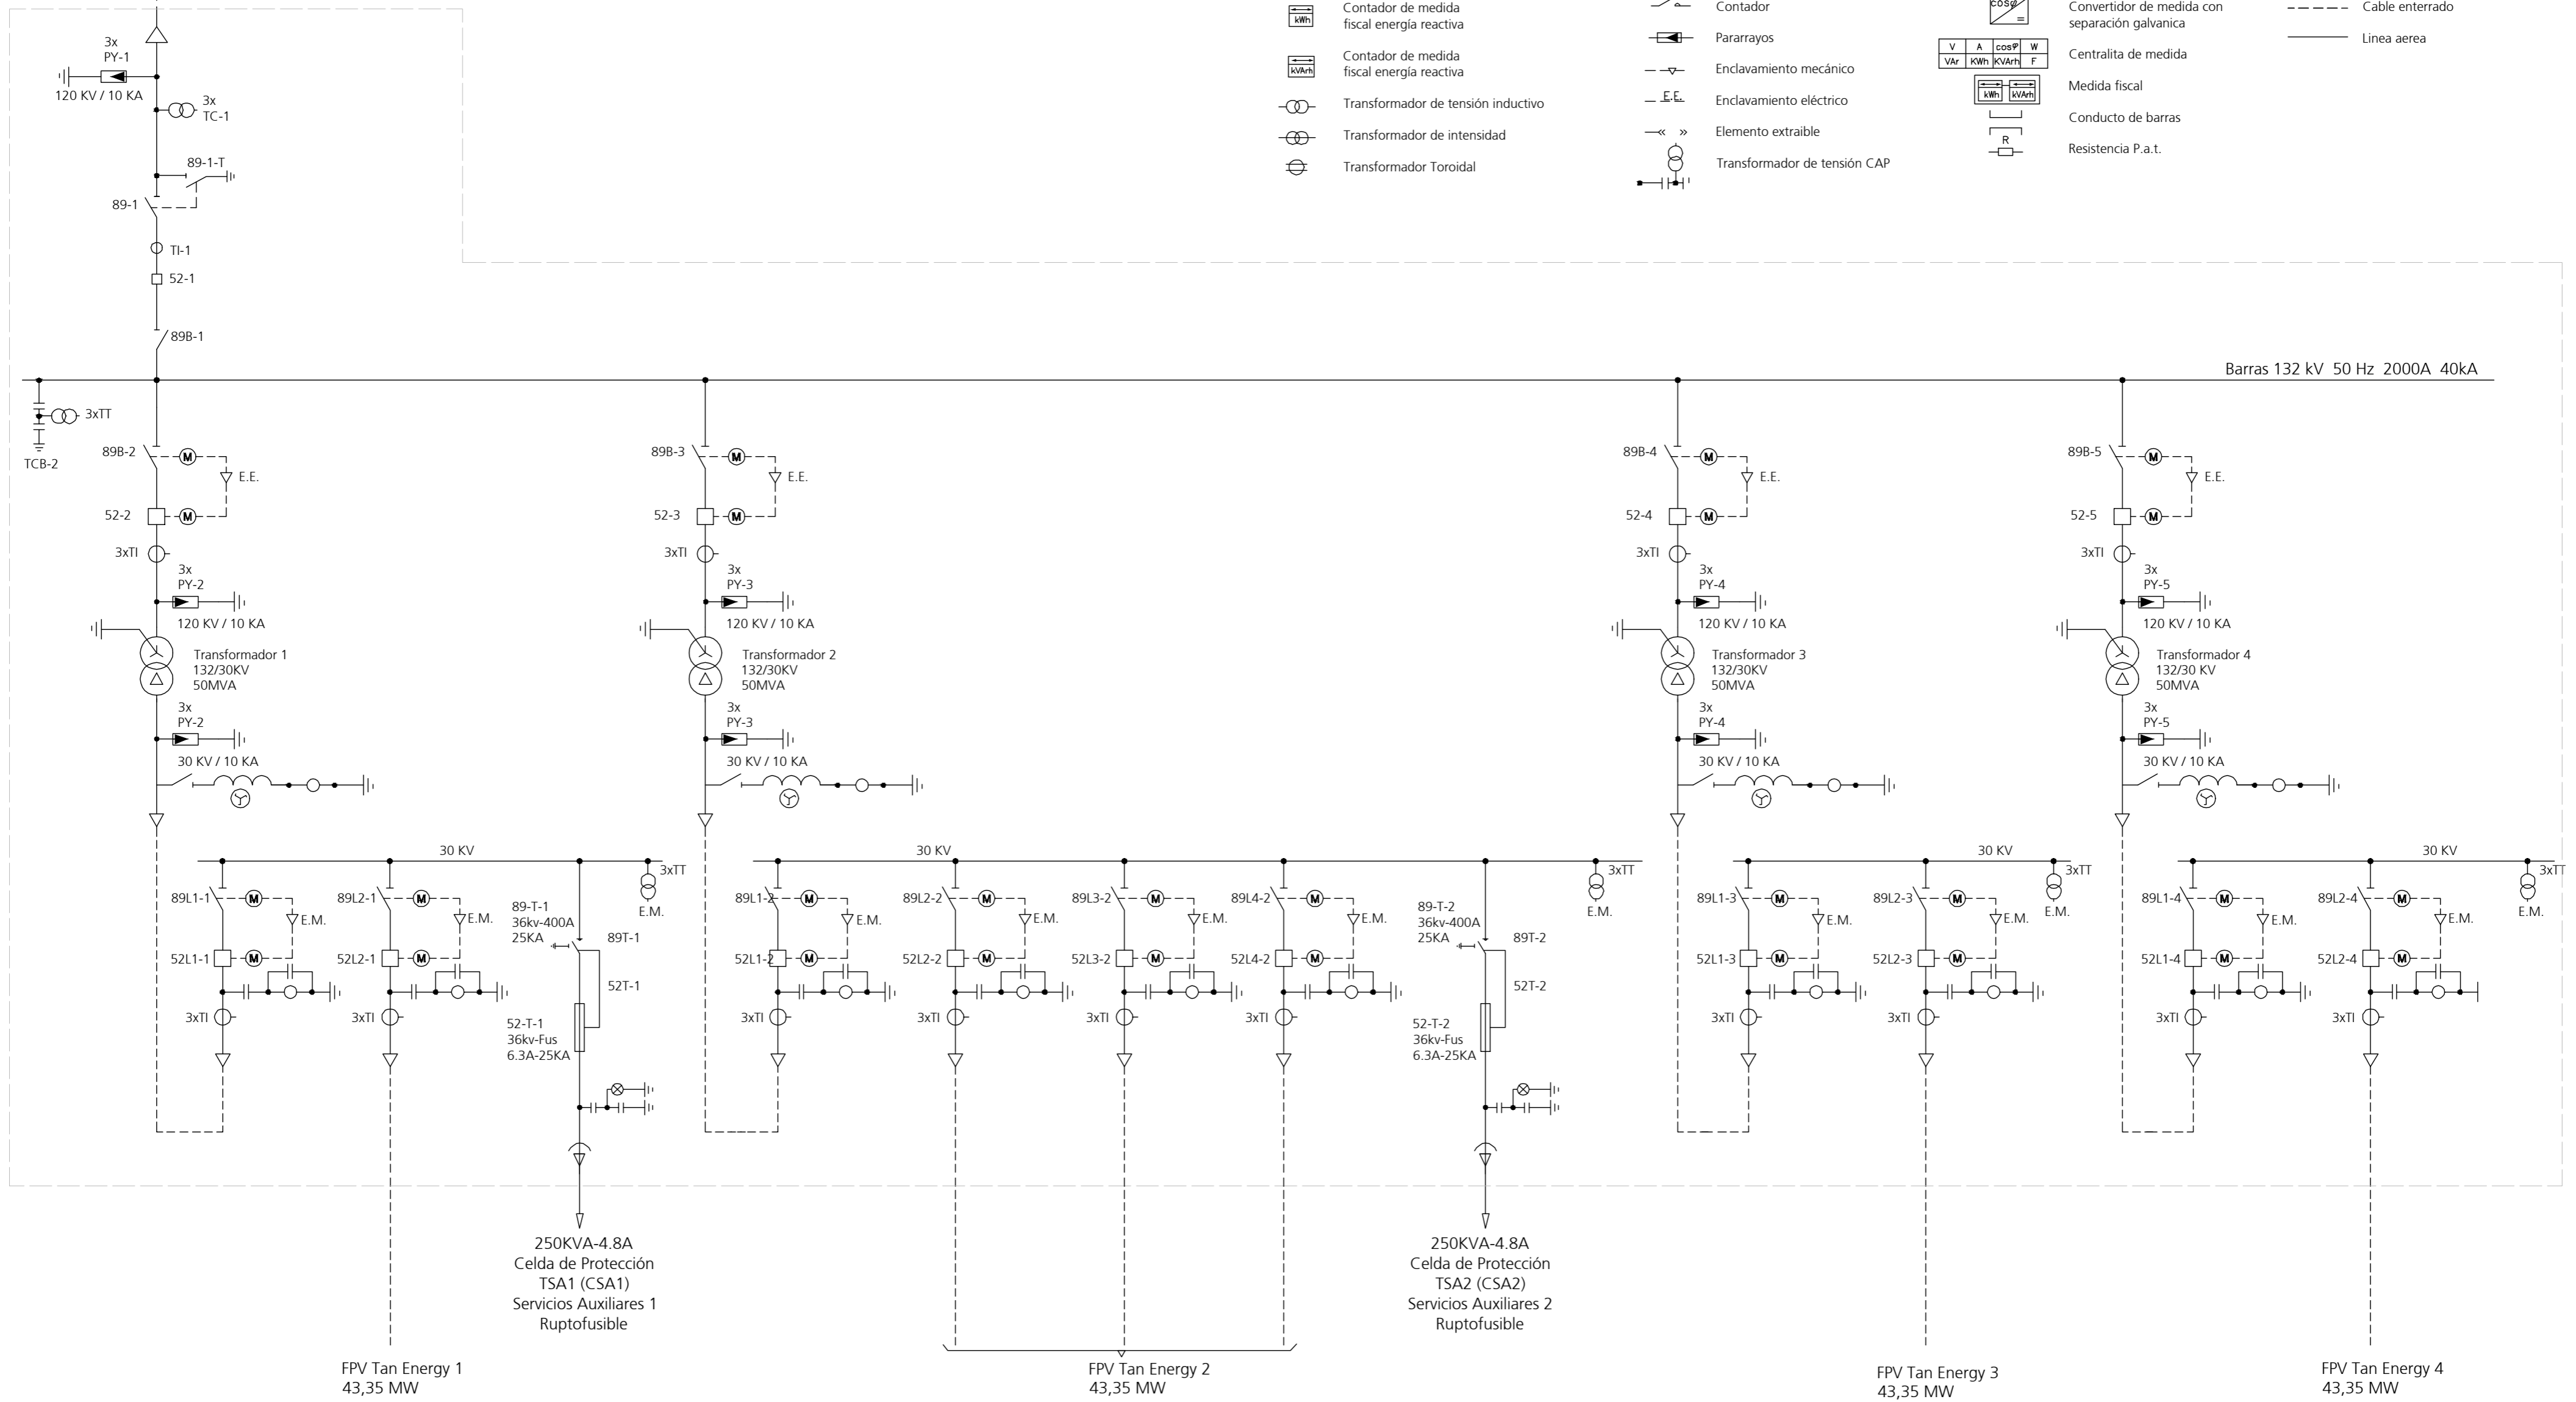 Contador de medida
fiscal energía reactiva
kWh
Contador de medida
fiscal energía reactiva
kVArh
Transformador de tensión inductivo
Transformador de intensidad
Transformador Toroidal
Contador
Pararrayos
Enclavamiento mecánico
E.E.
Enclavamiento eléctrico
Elemento extraible
Transformador de tensión CAP
cosφ
=
Convertidor de medida con
separación galvanica
V A cosφ W
VAr KWh KVArh F
Centralita de medida
kWh kVArh
Medida fiscal
Conducto de barras
R
Resistencia P.a.t.
Cable enterrado
Linea aerea
3x
PY-1
120 KV / 10 KA
3x
TC-1
89-1-T
89-1
TI-1
52-1
89B-1
Barras 132 kV 50 Hz 2000A 40kA
3xTT
TCB-2
89B-2
M
E.E.
52-2
M
3xTI
3x
PY-2
120 KV / 10 KA
Transformador 1
132/30KV
50MVA
3x
PY-2
30 KV / 10 KA
89B-3
M
E.E.
52-3
M
3xTI
3x
PY-3
120 KV / 10 KA
Transformador 2
132/30KV
50MVA
3x
PY-3
30 KV / 10 KA
89B-4
M
E.E.
52-4
M
3xTI
3x
PY-4
120 KV / 10 KA
Transformador 3
132/30KV
50MVA
3x
PY-4
30 KV / 10 KA
89B-5
M
E.E.
52-5
M
3xTI
3x
PY-5
120 KV / 10 KA
Transformador 4
132/30 KV
50MVA
3x
PY-5
30 KV / 10 KA
30 KV
3xTT
E.M.
89L1-1
M
E.M.
52L1-1
M
3xTI
89L2-1
M
E.M.
52L2-1
M
3xTI
89-T-1
36kv-400A
25KA
89T-1
52T-1
52-T-1
36kv-Fus
6.3A-25KA
30 KV
3xTT
E.M.
89L1-2
M
E.M.
52L1-2
M
3xTI
89L2-2
M
E.M.
52L2-2
M
3xTI
89L3-2
M
E.M.
52L3-2
M
3xTI
89L4-2
M
E.M.
52L4-2
M
3xTI
89-T-2
36kv-400A
25KA
89T-2
52T-2
52-T-2
36kv-Fus
6.3A-25KA
30 KV
3xTT
E.M.
89L1-3
M
E.M.
52L1-3
M
3xTI
89L2-3
M
E.M.
52L2-3
M
3xTI
30 KV
3xTT
E.M.
89L1-4
M
E.M.
52L1-4
M
3xTI
89L2-4
M
E.M.
52L2-4
M
3xTI
250KVA-4.8A
Celda de Protección
TSA1 (CSA1)
Servicios Auxiliares 1
Ruptofusible
250KVA-4.8A
Celda de Protección
TSA2 (CSA2)
Servicios Auxiliares 2
Ruptofusible
FPV Tan Energy 1
43,35 MW
FPV Tan Energy 2
43,35 MW
FPV Tan Energy 3
43,35 MW
FPV Tan Energy 4
43,35 MW